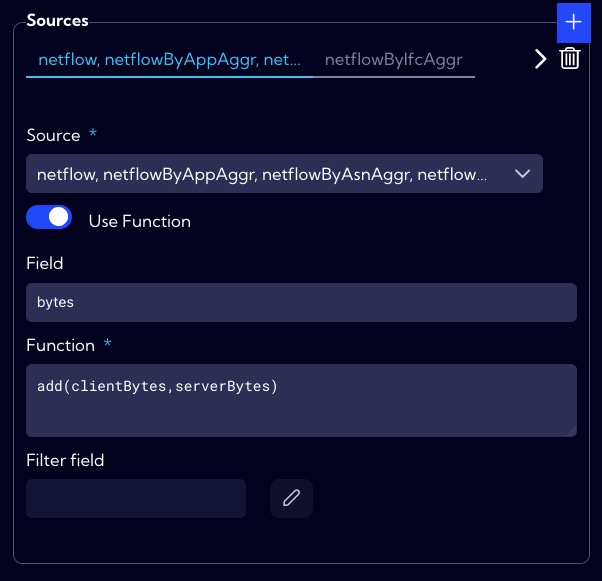 Sources
netflow, netflowByAppAggr, net... netflowByIfcAggr
Source *
netflow, netflowByAppAggr, netflowByAsnAggr, netflow...
Use Function
Field
bytes
Function *
add(clientBytes,serverBytes)
Filter field